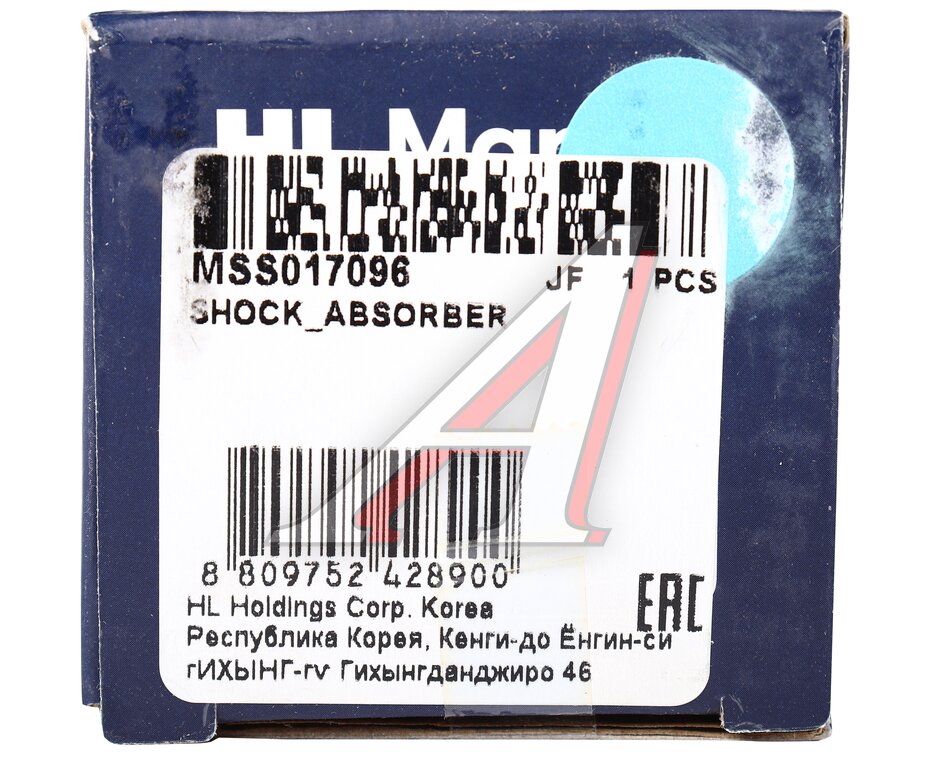 HL Man
MSS017096 JF 1 PCS
SHOCK_ABSORBER
8 809752 428900
HL Holdings Corp. Korea
EAC
Республика Корея, Кенги-до Ёнгин-си
гИХЫНГ-гv Гихынгданджиро 46